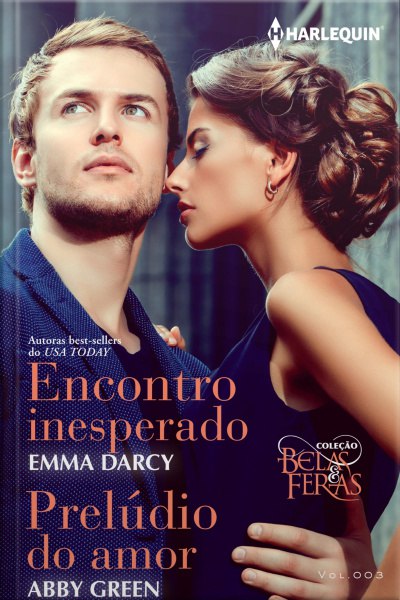 HARLEQUIN
Autoras best-sellers
do USA TODAY
Encontro
inesperado
EMMA DARCY
COLEÇÃO
BELAS
& FERAS
Prelúdio
do amor
ABBY GREEN
VOL.003